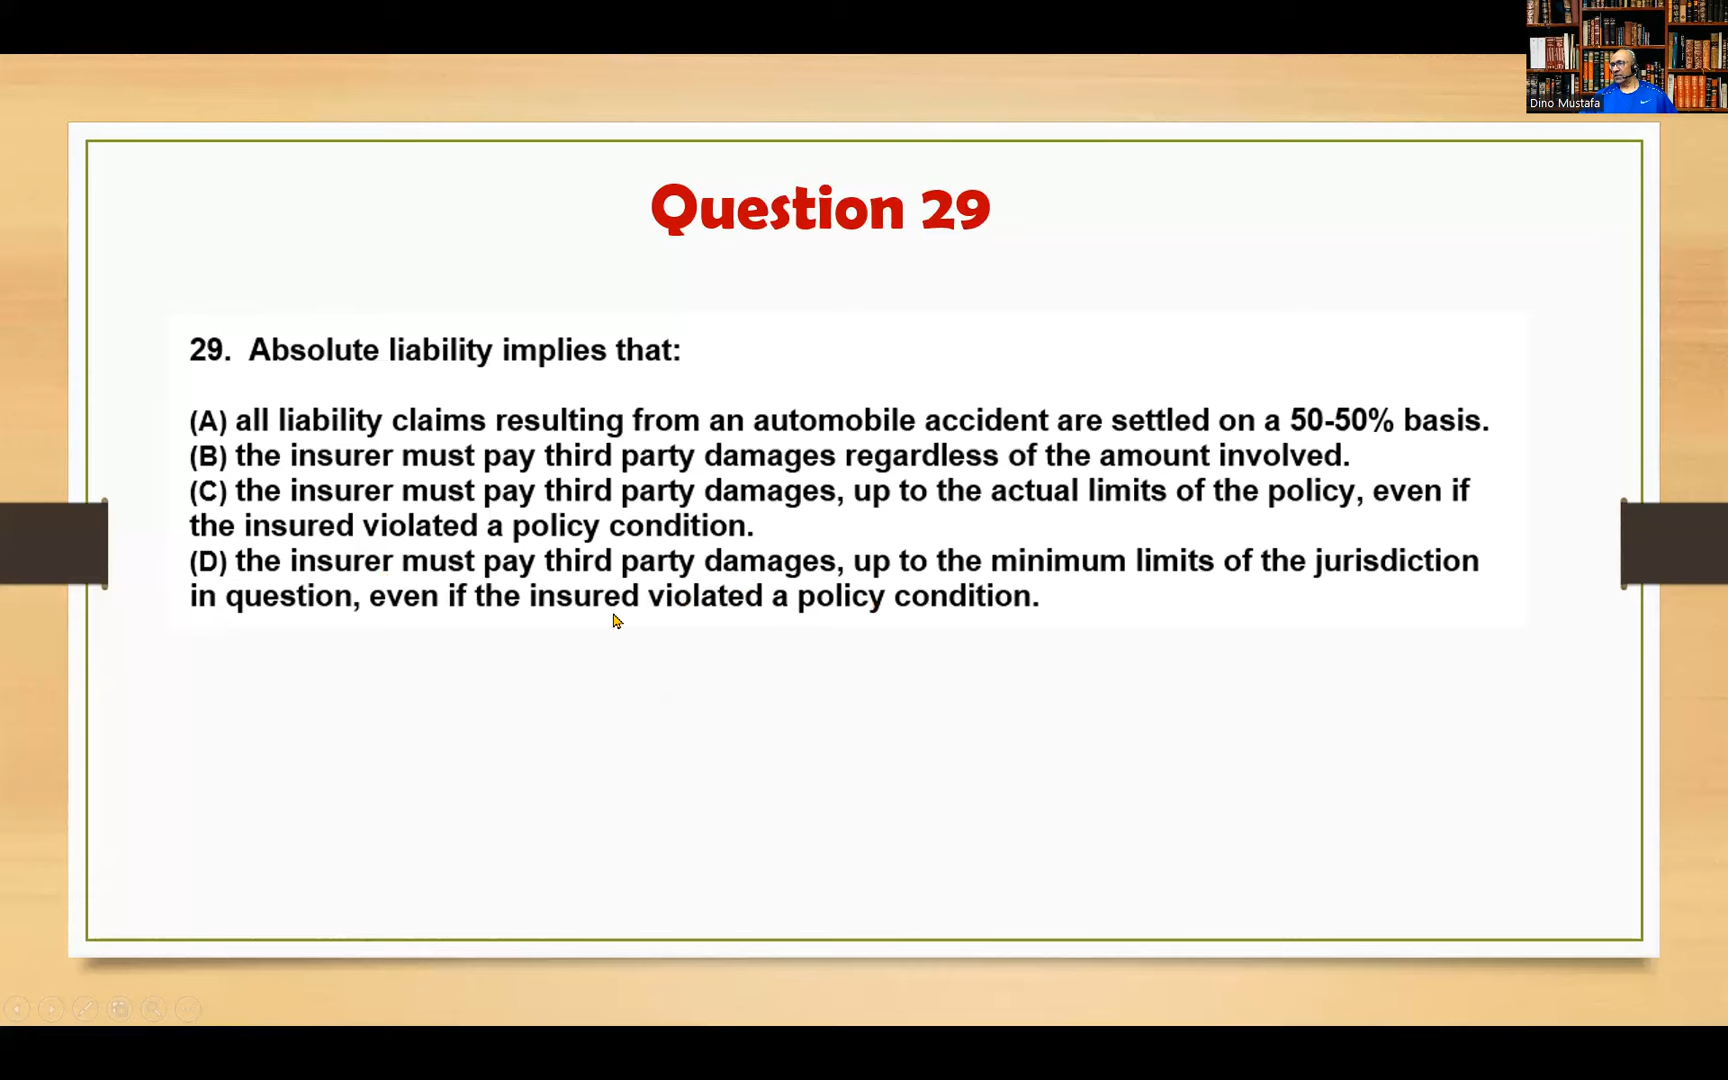 Dino Mustafa
Question 29
29. Absolute liability implies that:
(A) all liability claims resulting from an automobile accident are settled on a 50-50% basis.
(B) the insurer must pay third party damages regardless of the amount involved.
(C) the insurer must pay third party damages, up to the actual limits of the policy, even if
the insured violated a policy condition.
(D) the insurer must pay third party damages, up to the minimum limits of the jurisdiction
in question, even if the insured violated a policy condition.